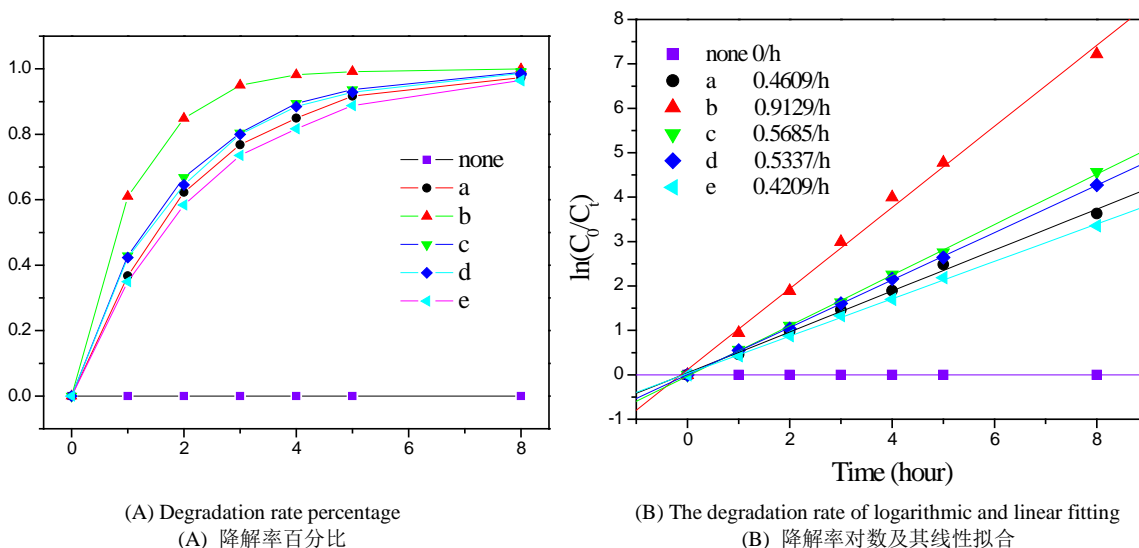 1.0
0.8
0.6
0.4
0.2
0.0
0 2 4 6 8
none
a
b
c
d
e
(A) Degradation rate percentage
(A) 降解率百分比
8
7
6
5
4
3
2
1
0
-1
ln(C0/Ct)
none 0/h
a 0.4609/h
b 0.9129/h
c 0.5685/h
d 0.5337/h
e 0.4209/h
0 2 4 6 8
Time (hour)
(B) The degradation rate of logarithmic and linear fitting
(B) 降解率对数及其线性拟合